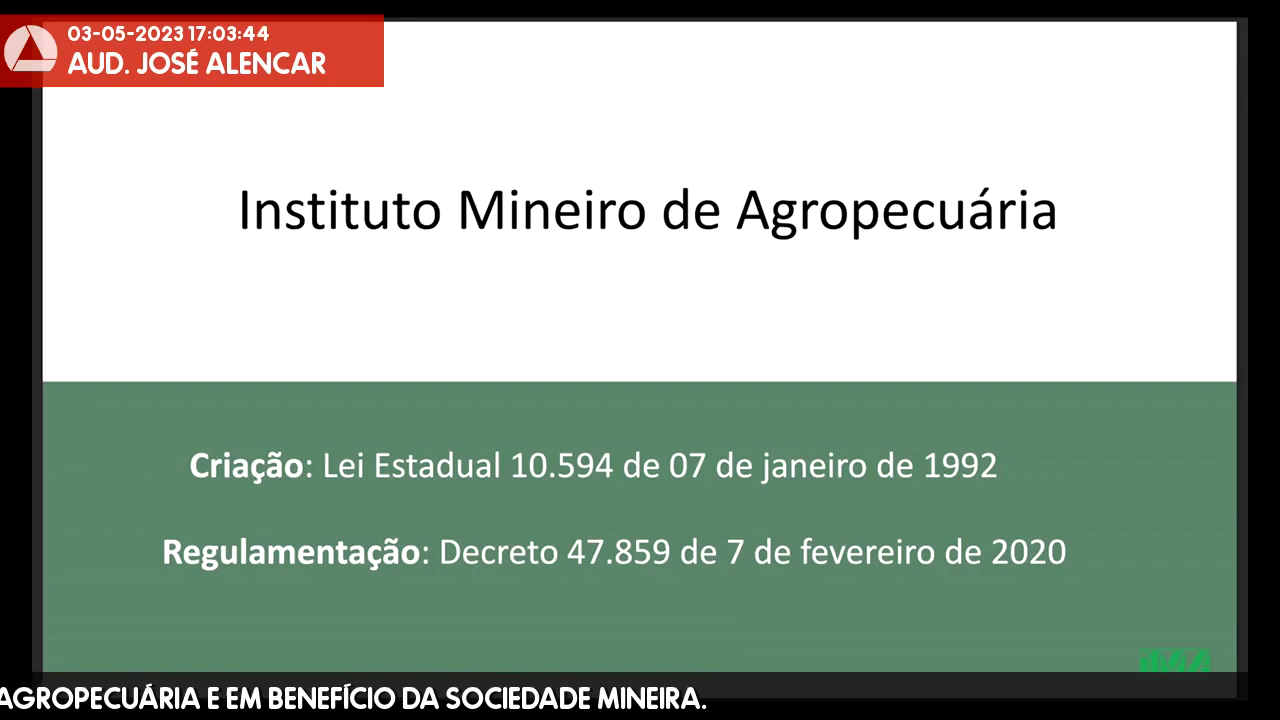 03-05-2023 17:03:44
AUD. JOSÉ ALENCAR
Instituto Mineiro de Agropecuária
Criação: Lei Estadual 10.594 de 07 de janeiro de 1992
Regulamentação: Decreto 47.859 de 7 de fevereiro de 2020
AGROPECUÁRIA E EM BENEFÍCIO DA SOCIEDADE MINEIRA.